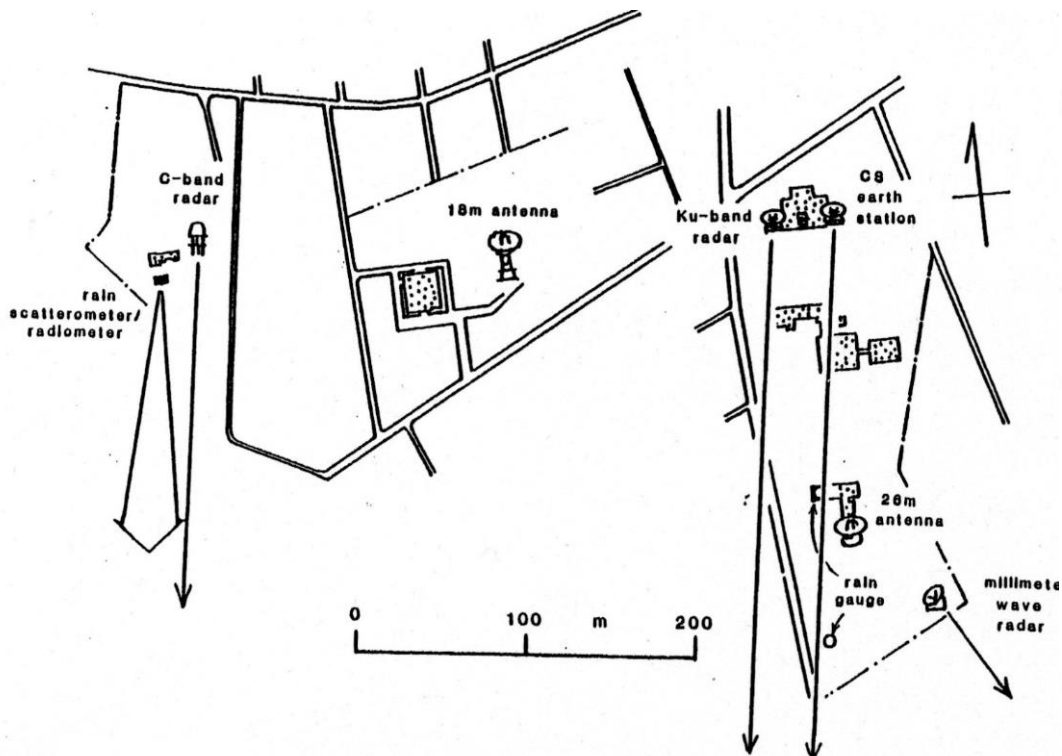 C-band
radar
18m antenna
Ku-band
radar
CS
earth
station
rain
scatterometer/
radiometer
26m
antenna
rain
gauge
millimeter
wave
radar
0
100
m
200